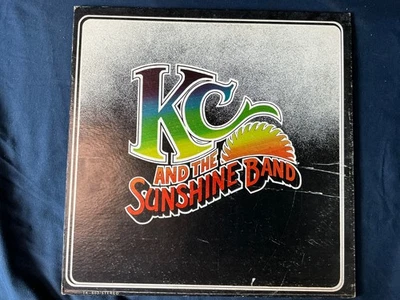 KC
AND THE
SUNSHINE BAND